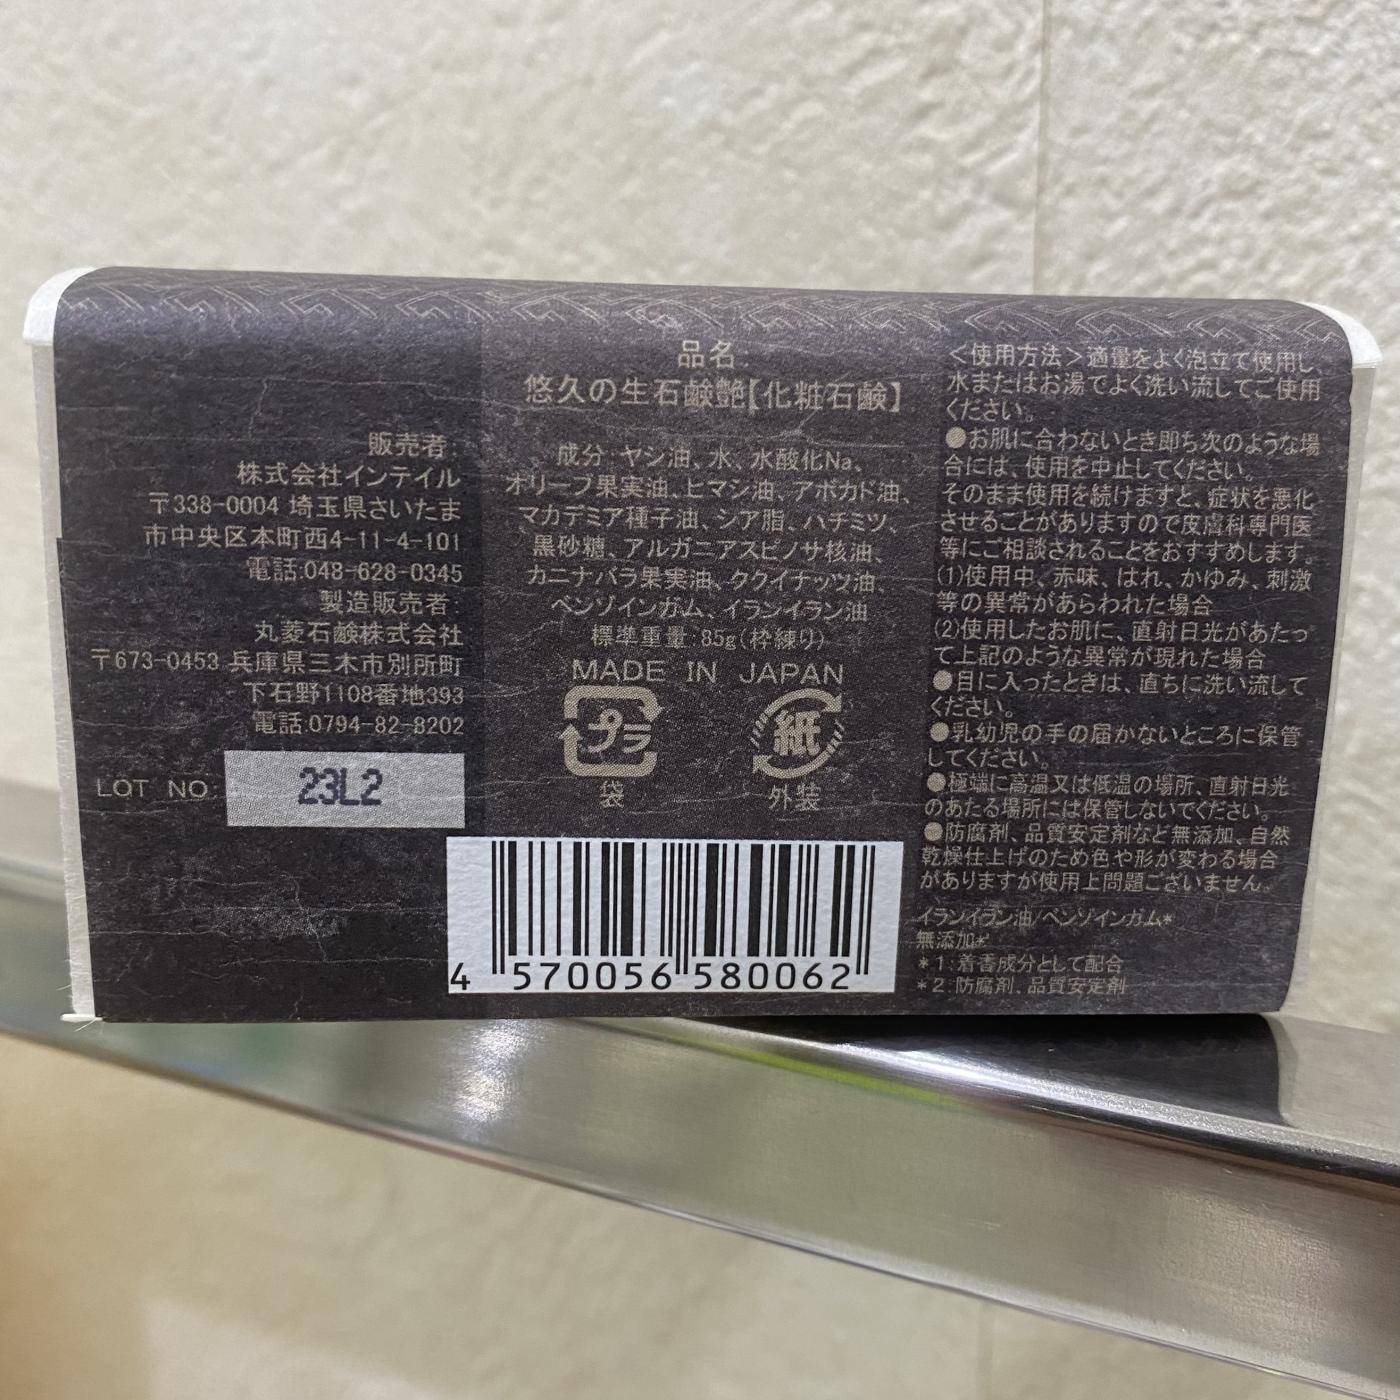 販売者:
株式会社インテイル
〒338-0004 埼玉県さいたま
市中央区本町西4-11-4-101
電話:048-628-0345
製造販売者:
丸菱石鹸株式会社
〒673-0453 兵庫県三木市別所町
下石野1108番地393
電話:0794-82-8202
LOT NO
23L2
品名:
悠久の生石鹸艶【化粧石鹸】
成分:ヤシ油、水、水酸化Na、
オリーブ果実油、ヒマシ油、アボカド油、
マカデミア種子油、シア脂、ハチミツ、
黒砂糖、アルガニアスピノサ核油、
カニナバラ果実油、ククイナッツ油、
ベンゾインガム、イランイラン油
標準重量:85g(枠練り)
MADE IN JAPAN
プラ
袋
紙
外装
4 570056 580062
<使用方法>適量をよく泡立て使用し、
水またはお湯でよく洗い流してご使用
ください。
●お肌に合わないとき即ち次のような場
合には、使用を中止してください。
そのまま使用を続けますと、症状を悪化
させることがありますので皮膚科専門医
等にご相談されることをおすすめします。
(1)使用中、赤味、はれ、かゆみ、刺激
等の異常があらわれた場合
(2)使用したお肌に、直射日光があたっ
て上記のような異常が現れた場合
●目に入ったときは、直ちに洗い流して
ください。
●乳幼児の手の届かないところに保管
してください。
●極端に高温又は低温の場所、直射日光
のあたる場所には保管しないでください。
●防腐剤、品質安定剤など無添加、自然
乾燥仕上げのため色や形が変わる場合
がありますが使用上問題ございません。
イランイラン油/ベンゾインガム*
無添加*
*1:着香成分として配合
*2:防腐剤、品質安定剤